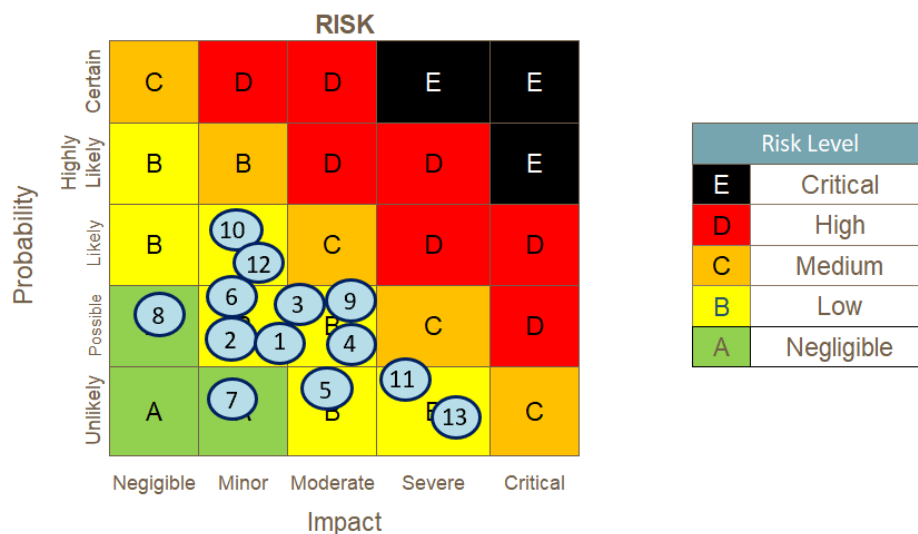 RISK
Probability
Certain
C D D E E
Highly
Likely
B B D D E
Likely
B 10 12 C D D
Possible
8 6 2 1 3 9 B 4 C D
Unlikely
A 7 5 B 11 13 C
Negigible Minor Moderate Severe Critical
Impact
Risk Level
E Critical
D High
C Medium
B Low
A Negligible